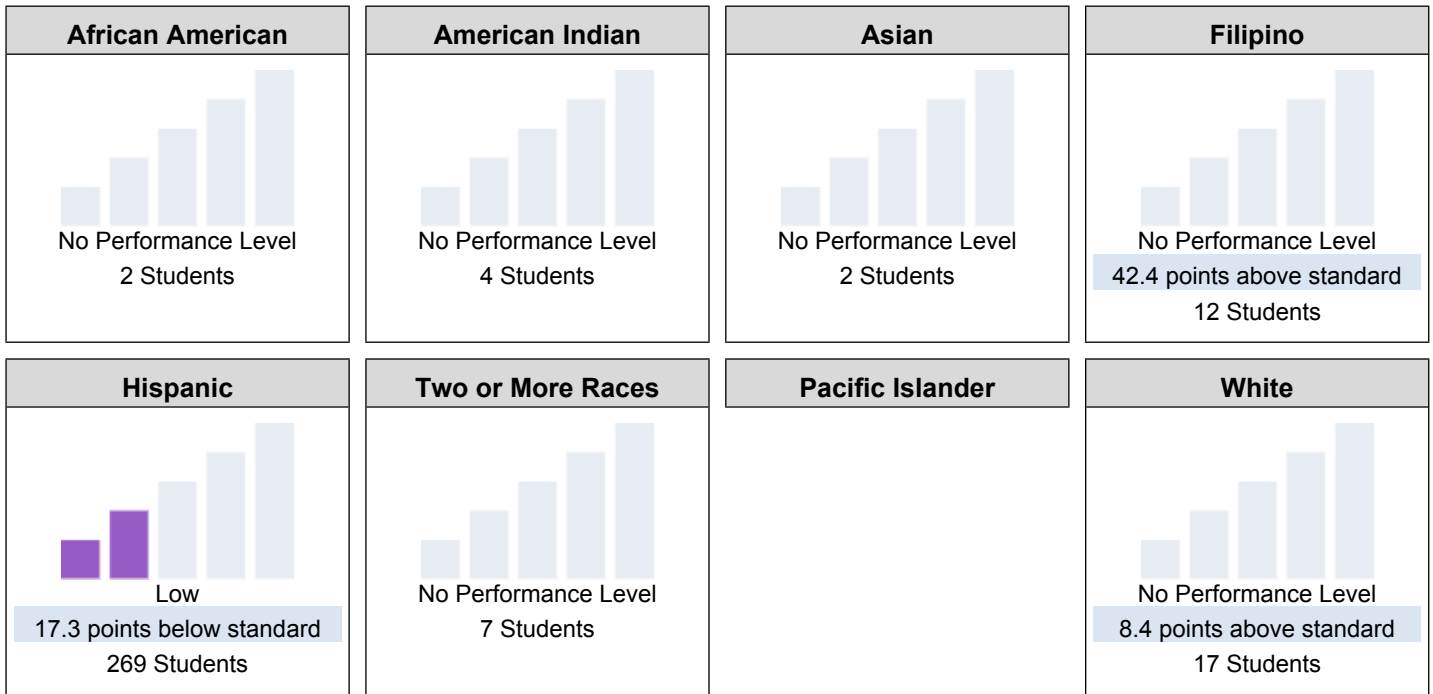 African American
No Performance Level
2 Students
American Indian
No Performance Level
4 Students
Asian
No Performance Level
2 Students
Filipino
No Performance Level
42.4 points above standard
12 Students
Hispanic
Low
17.3 points below standard
269 Students
Two or More Races
No Performance Level
7 Students
Pacific Islander
White
No Performance Level
8.4 points above standard
17 Students